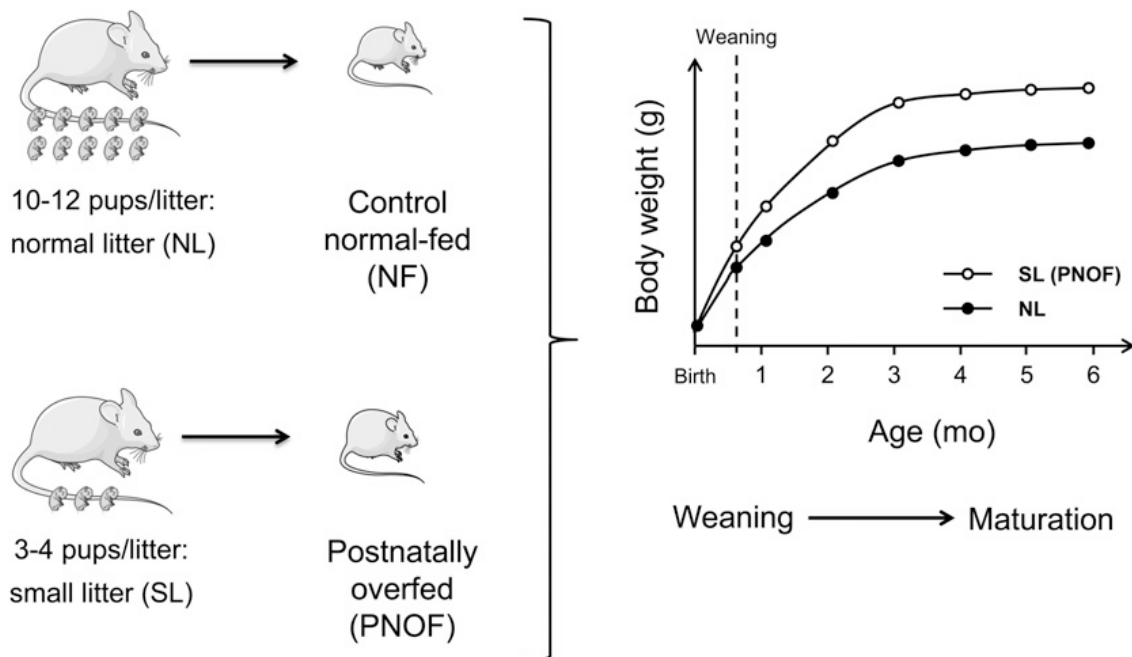 10-12 pups/litter:
normal litter (NL)
Control
normal-fed
(NF)
3-4 pups/litter:
small litter (SL)
Postnatally
overfed
(PNOF)
Weaning
Body weight (g)
SL (PNOF)
NL
Birth 1 2 3 4 5 6
Age (mo)
Weaning Maturation